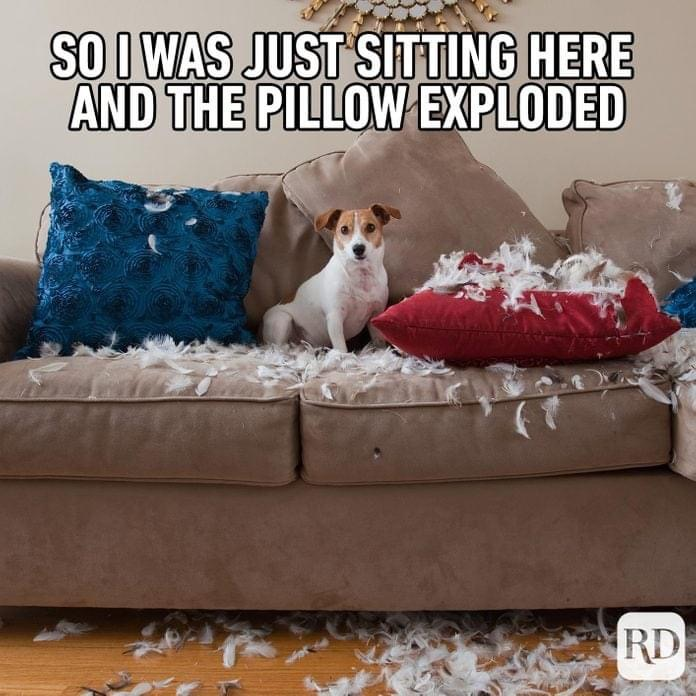 SO I WAS JUST SITTING HERE
AND THE PILLOW EXPLODED
RD